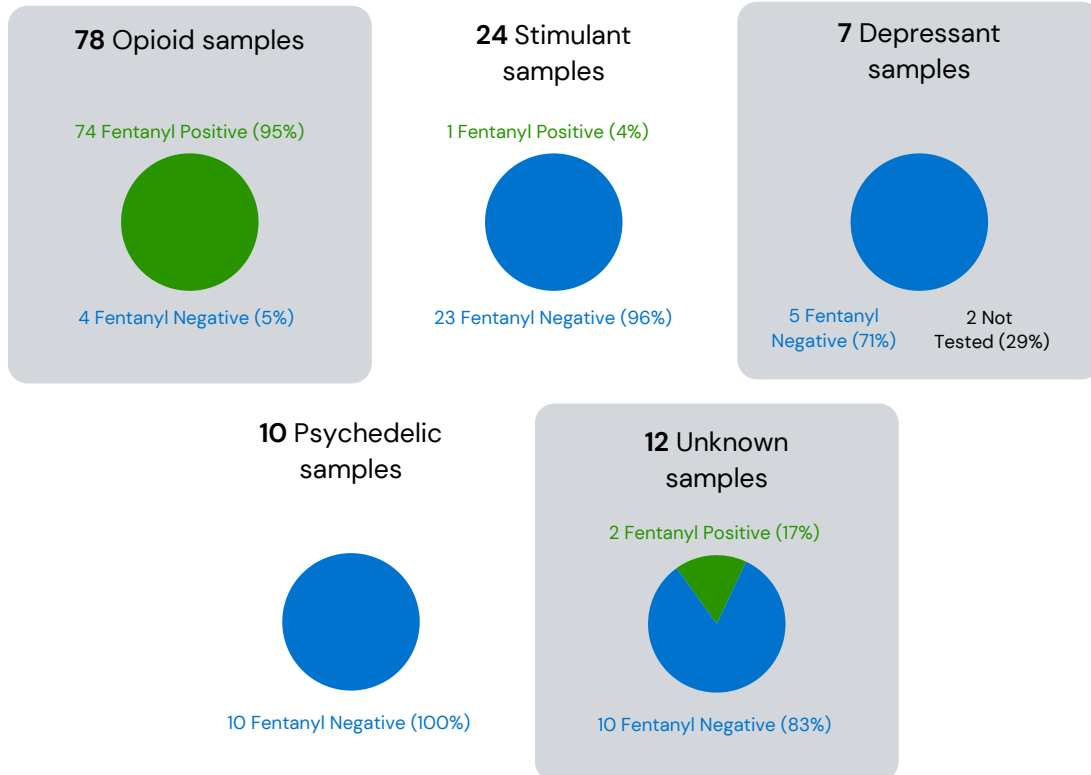 78 Opioid samples
74 Fentanyl Positive (95%)
4 Fentanyl Negative (5%)
24 Stimulant
samples
1 Fentanyl Positive (4%)
23 Fentanyl Negative (96%)
7 Depressant
samples
5 Fentanyl
Negative (71%)
2 Not
Tested (29%)
10 Psychedelic
samples
10 Fentanyl Negative (100%)
12 Unknown
samples
2 Fentanyl Positive (17%)
10 Fentanyl Negative (83%)